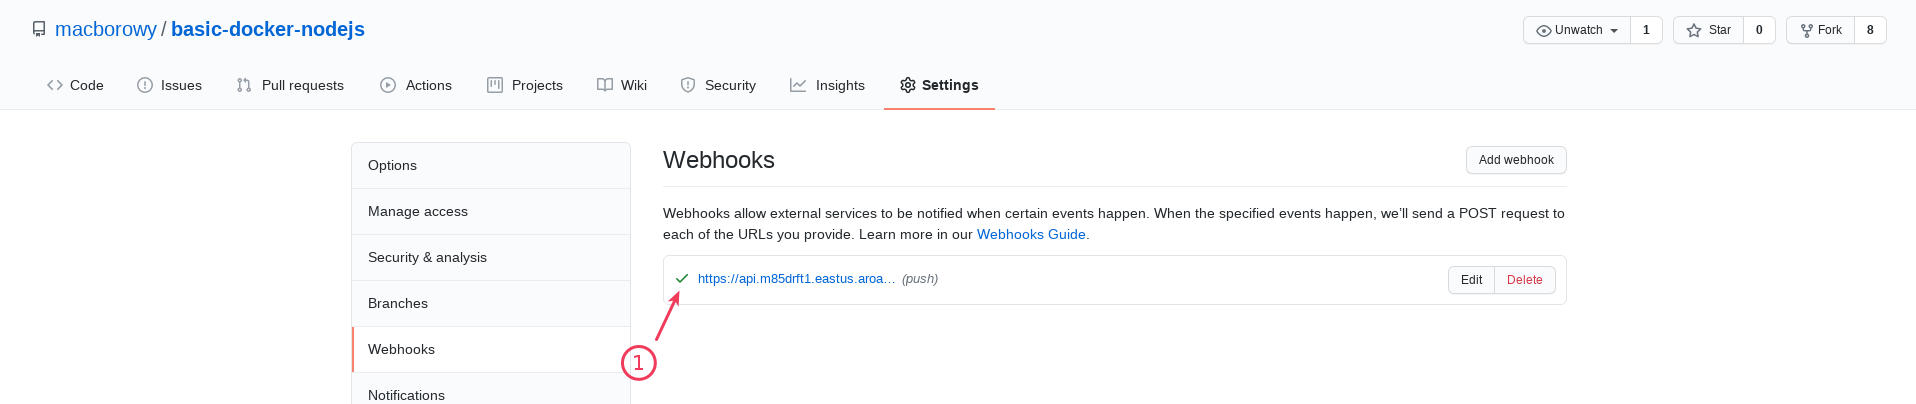 macborowy / basic-docker-nodejs
Unwatch 1 Star 0 Fork 8
Code Issues Pull requests Actions Projects Wiki Security Insights Settings
Options
Manage access
Security & analysis
Branches
Webhooks
Notifications
Webhooks
Add webhook
Webhooks allow external services to be notified when certain events happen. When the specified events happen, we’ll send a POST request to
each of the URLs you provide. Learn more in our Webhooks Guide.
https://api.m85drft1.eastus.aroa… (push)
Edit Delete
1